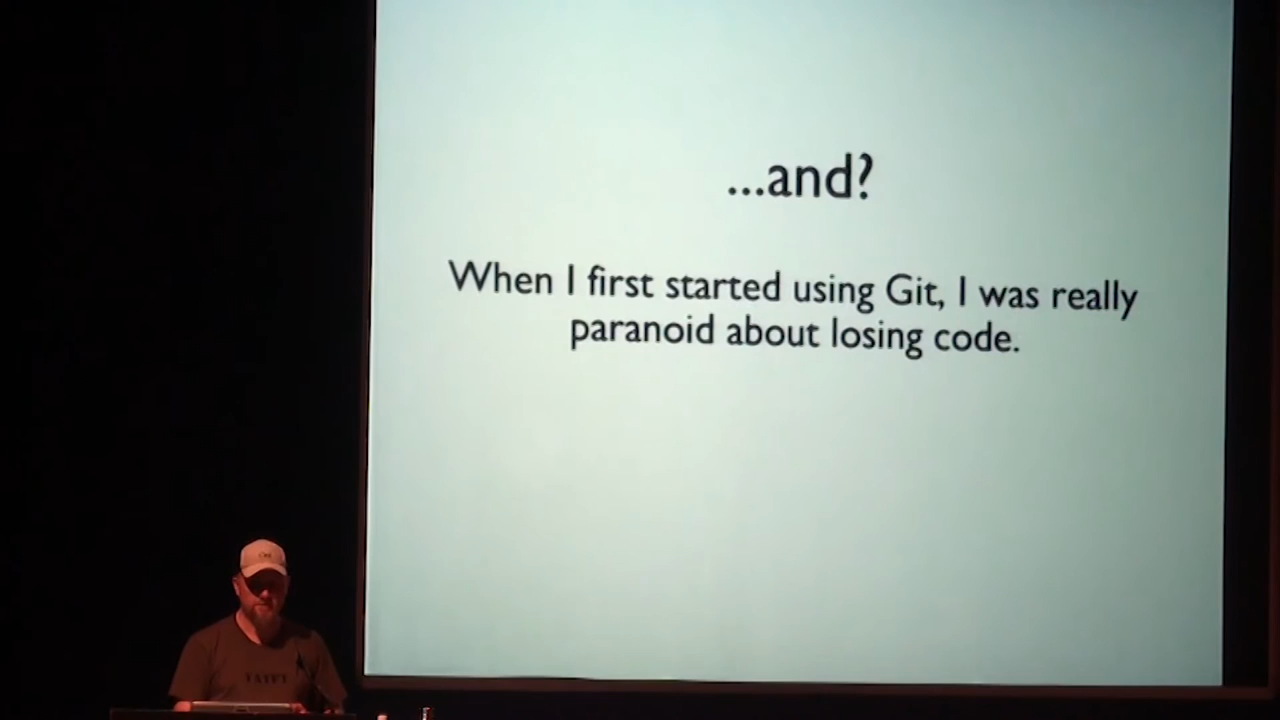 ...and?
When I first started using Git, I was really
paranoid about losing code.